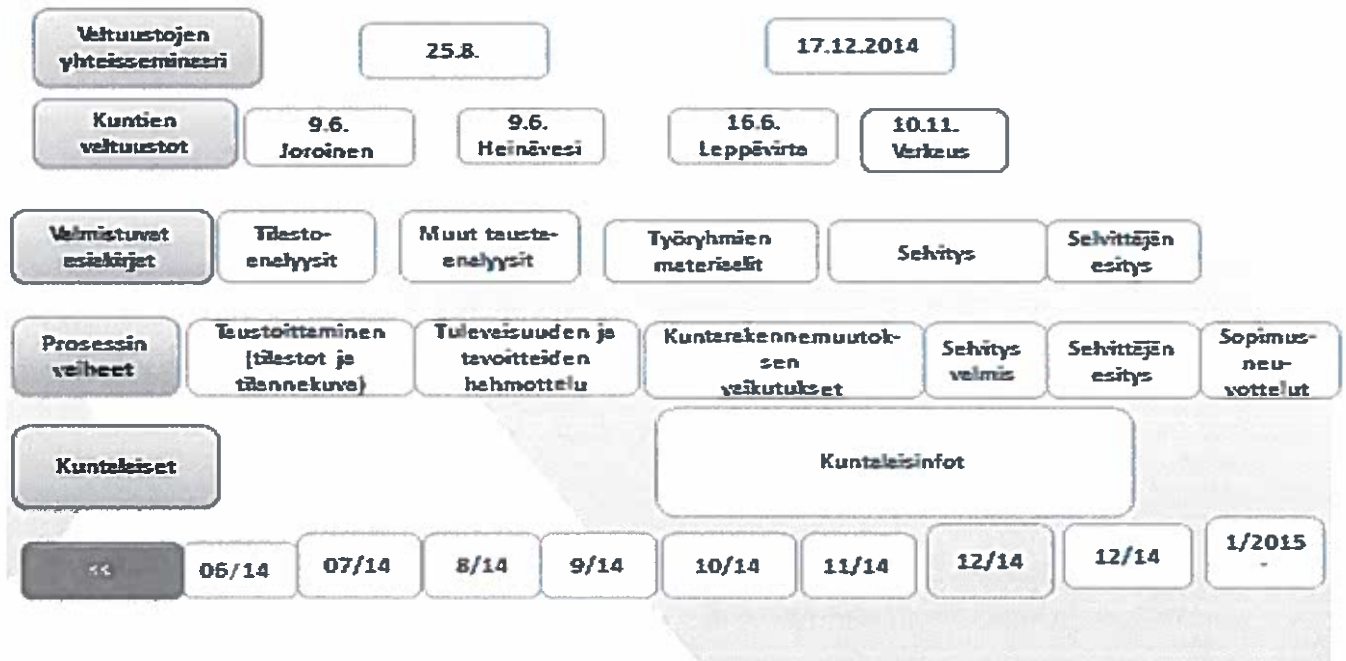 Valtuustojen
yhteisseminaari
25.8.
17.12.2014
Kuntien
valtuustot
9.6.
Joroinen
9.6.
Heinävesi
16.6.
Leppävirta
10.11.
Varkaus
Valmistuvat
asiakirjat
Tilasto-
analyysit
Muut tausta-
analyysit
Työryhmien
materiaalit
Selvitys
Selvittäjän
esitys
Prosessin
vaiheet
Taustoittaminen
(tilastot ja
tilannekuva)
Tulevaisuuden ja
tavoitteiden
hahmottelu
Kuntarakennemuutok-
sen
vaikutukset
Selvitys
valmis
Selvittäjän
esitys
Sopimus-
neu-
vottelut
Kuntalaiset
Kuntalaisinfot
<<
06/14
07/14
8/14
9/14
10/14
11/14
12/14
12/14
1/2015
-